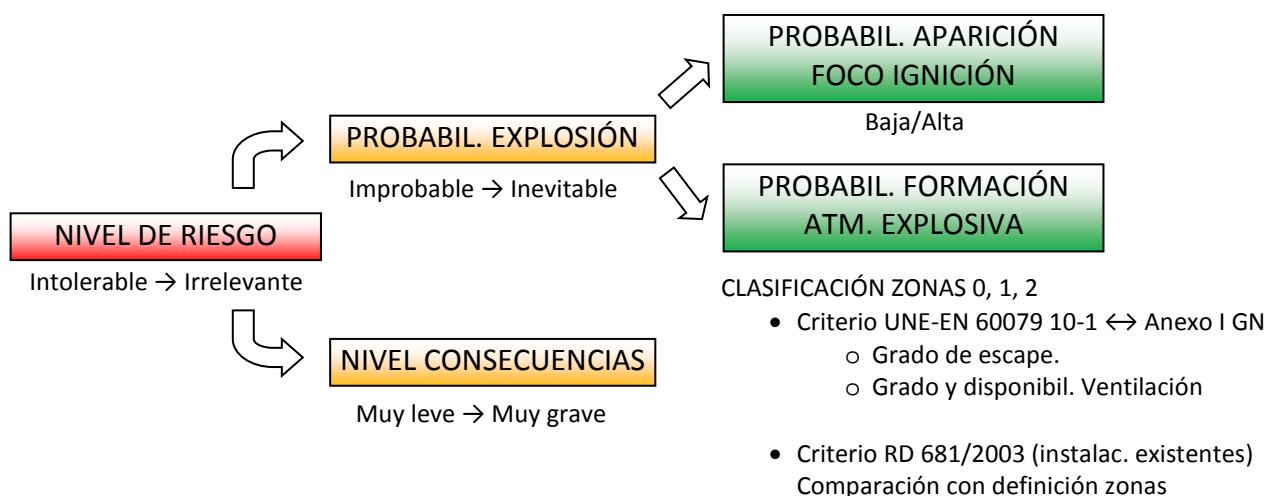 PROBABIL. APARICIÓN
FOCO IGNICIÓN
Baja/Alta
PROBABIL. EXPLOSIÓN
Improbable → Inevitable
PROBABIL. FORMACIÓN
ATM. EXPLOSIVA
NIVEL DE RIESGO
Intolerable → Irrelevante
CLASIFICACIÓN ZONAS 0, 1, 2
• Criterio UNE-EN 60079 10-1 ↔ Anexo I GN
o Grado de escape.
o Grado y disponibil. Ventilación
NIVEL CONSECUENCIAS
Muy leve → Muy grave
• Criterio RD 681/2003 (instalac. existentes)
Comparación con definición zonas